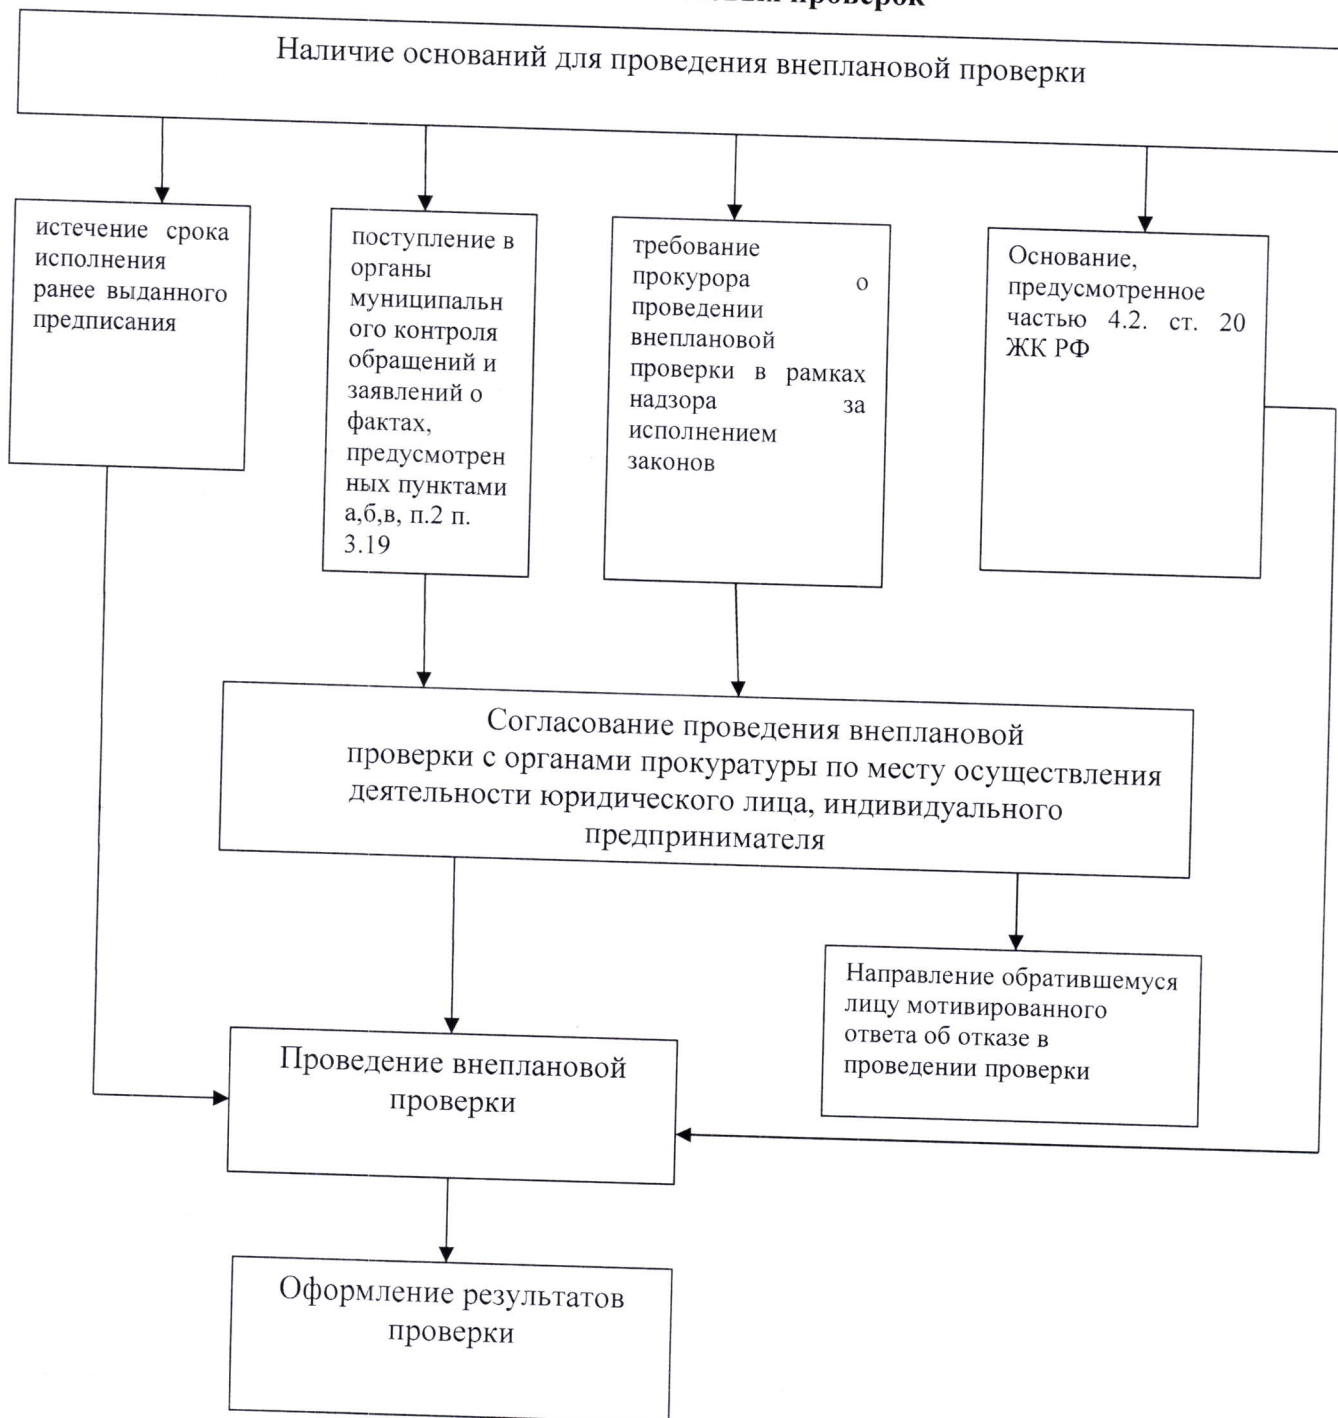 проверок
Наличие оснований для проведения внеплановой проверки
истечение срока
исполнения
ранее выданного
предписания
поступление в
органы
муниципальн
ого контроля
обращений и
заявлений о
фактах,
предусмотрен
ных пунктами
а,б,в, п.2 п.
3.19
требование
прокурора о
проведении
внеплановой
проверки в рамках
надзора за
исполнением
законов
Основание,
предусмотренное
частью 4.2. ст. 20
ЖК РФ
Согласование проведения внеплановой
проверки с органами прокуратуры по месту осуществления
деятельности юридического лица, индивидуального
предпринимателя
Направление обратившемуся
лицу мотивированного
ответа об отказе в
проведении проверки
Проведение внеплановой
проверки
Оформление результатов
проверки